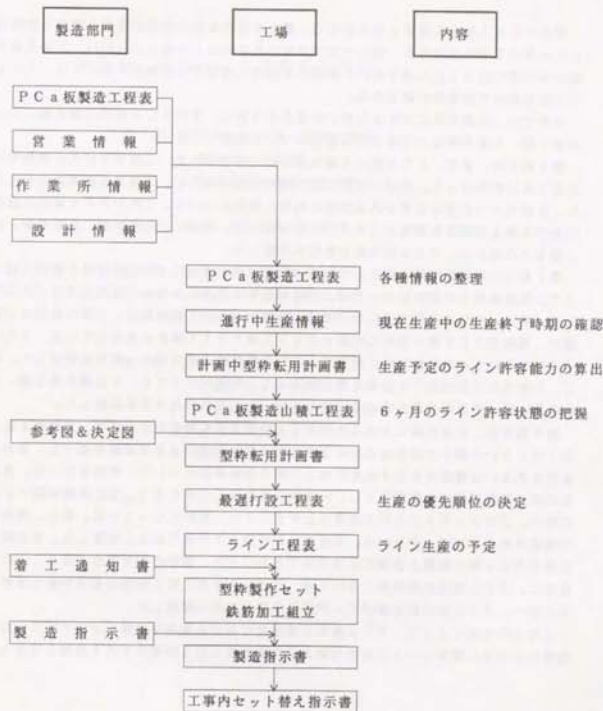 製造部門
工場
内容
PCa板製造工程表
営業情報
作業所情報
設計情報
PCa板製造工程表 各種情報の整理
進行中生産情報 現在生産中の生産終了時期の確認
計画中型枠転用計画書 生産予定のライン許容能力の算出
PCa板製造山積工程表 6ヶ月のライン許容状態の把握
参考図&決定図
型枠転用計画書
最遅打設工程表 生産の優先順位の決定
ライン工程表 ライン生産の予定
着工通知書
型枠製作セット
鉄筋加工組立
製造指示書
製造指示書
工事内セット替え指示書